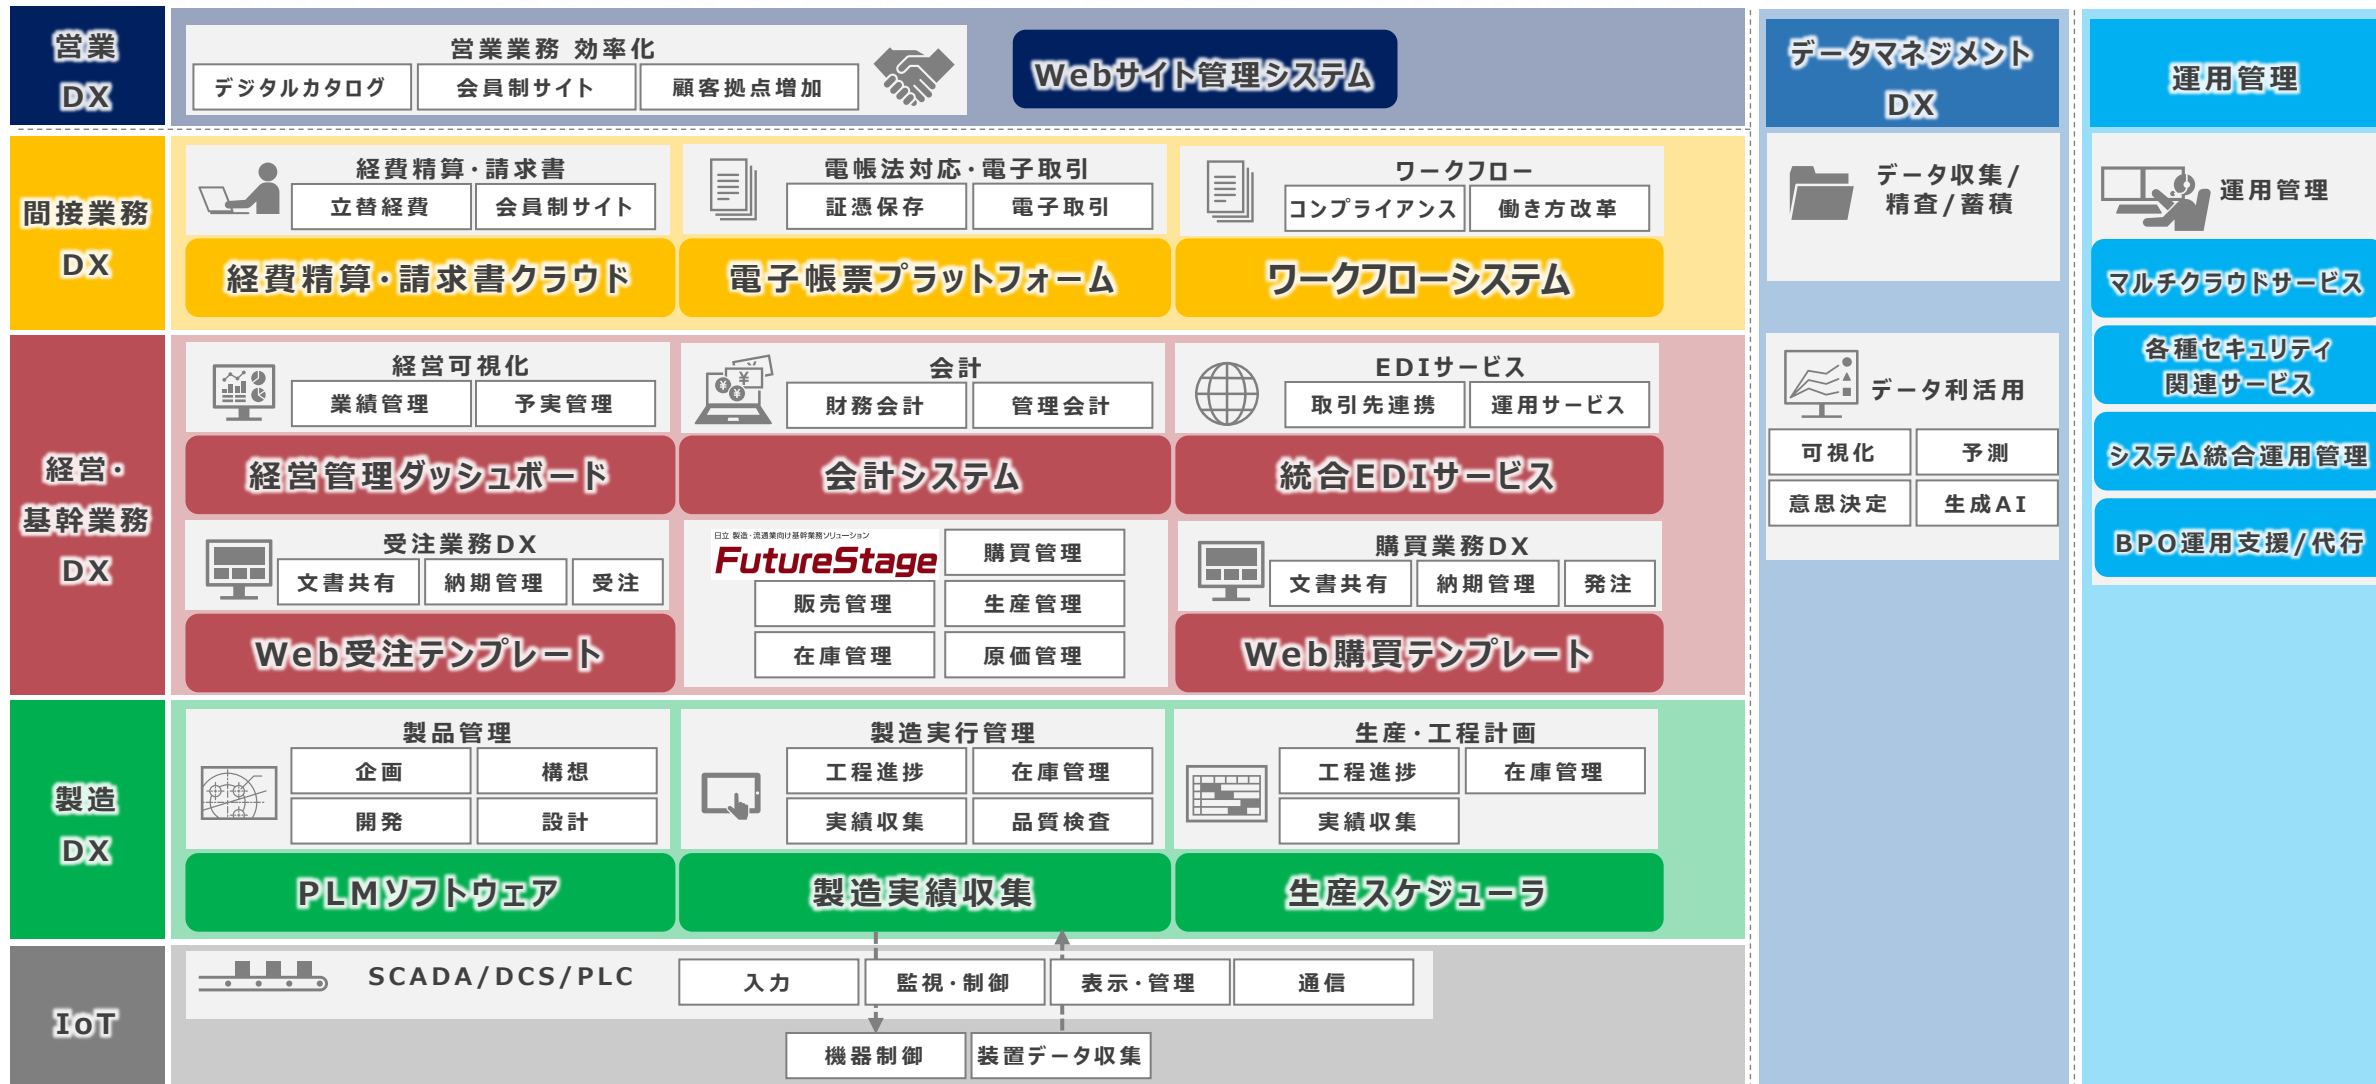 営業
DX
営業業務 効率化
デジタルカタログ
会員制サイト
顧客拠点増加
Webサイト管理システム
間接業務
DX
経費精算・請求書
立替経費
会員制サイト
経費精算・請求書クラウド
電帳法対応・電子取引
証憑保存
電子取引
電子帳票プラットフォーム
ワークフロー
コンプライアンス
働き方改革
ワークフローシステム
経営・
基幹業務
DX
経営可視化
業績管理
予実管理
経営管理ダッシュボード
会計
財務会計
管理会計
会計システム
EDIサービス
取引先連携
運用サービス
統合EDIサービス
受注業務DX
文書共有
納期管理
受注
Web受注テンプレート
日立 製造・流通業向け基幹業務ソリューション
FutureStage
購買管理
販売管理
生産管理
在庫管理
原価管理
購買業務DX
文書共有
納期管理
発注
Web購買テンプレート
製造
DX
製品管理
企画
構想
開発
設計
PLMソフトウェア
製造実行管理
工程進捗
在庫管理
実績収集
品質検査
製造実績収集
生産・工程計画
工程進捗
在庫管理
実績収集
生産スケジューラ
IoT
SCADA/DCS/PLC
入力
監視・制御
表示・管理
通信
機器制御
装置データ収集
データマネジメント
DX
データ収集/
精査/蓄積
データ利活用
可視化
予測
意思決定
生成AI
運用管理
運用管理
マルチクラウドサービス
各種セキュリティ
関連サービス
システム統合運用管理
BPO運用支援/代行